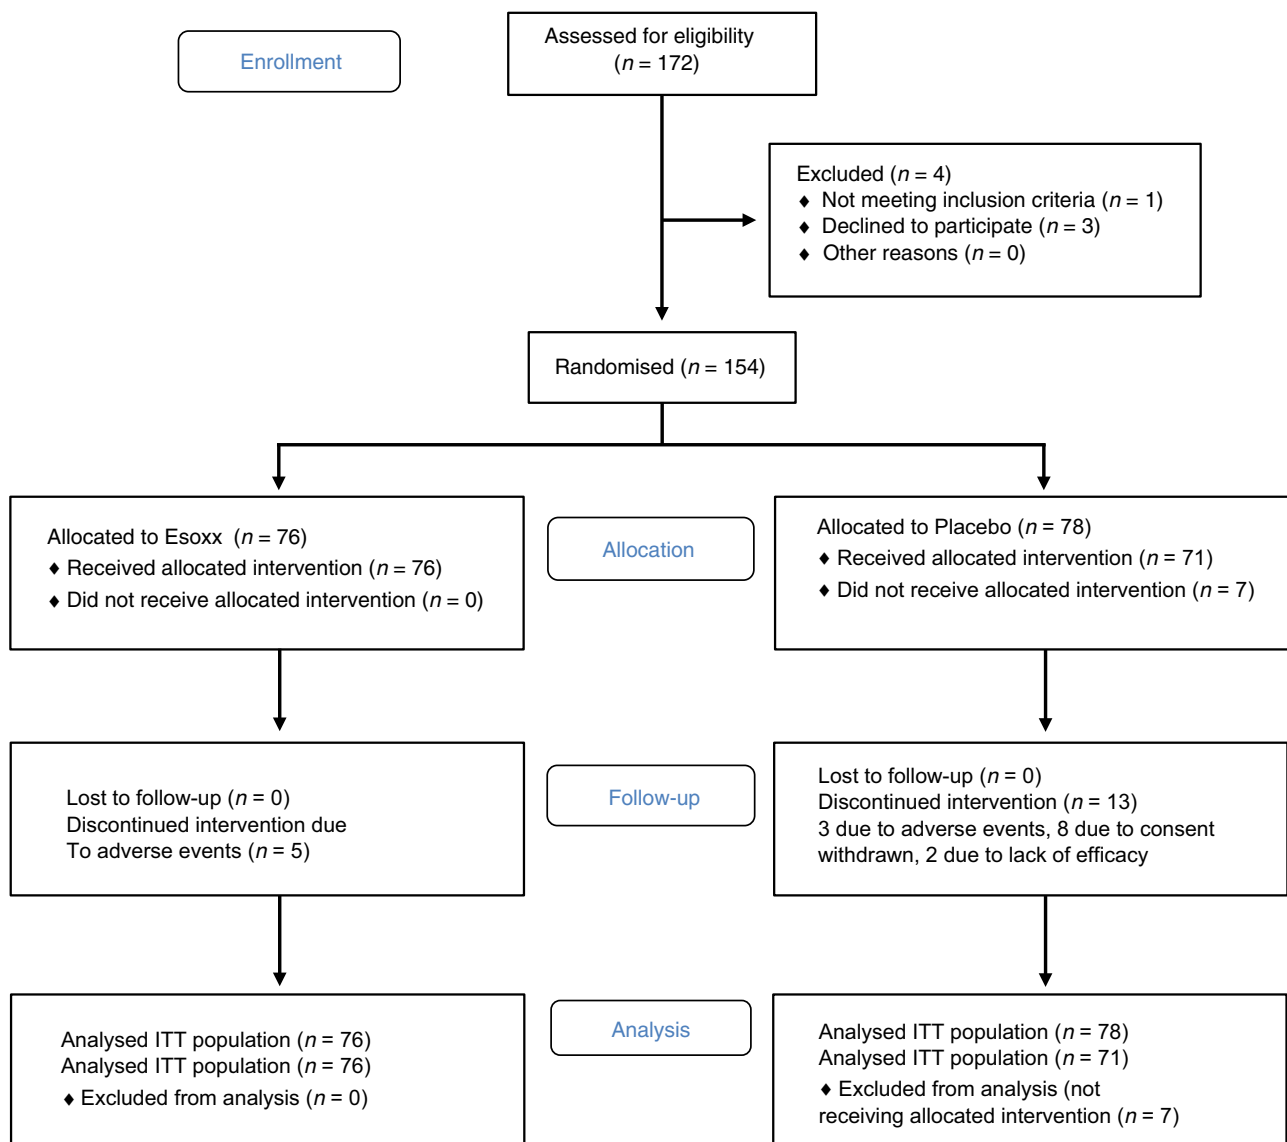 Enrollment
Assessed for eligibility
(n = 172)
Excluded (n = 4)
♦ Not meeting inclusion criteria (n = 1)
♦ Declined to participate (n = 3)
♦ Other reasons (n = 0)
Randomised (n = 154)
Allocated to Esoxx (n = 76)
♦ Received allocated intervention (n = 76)
♦ Did not receive allocated intervention (n = 0)
Allocation
Allocated to Placebo (n = 78)
♦ Received allocated intervention (n = 71)
♦ Did not receive allocated intervention (n = 7)
Lost to follow-up (n = 0)
Discontinued intervention due
To adverse events (n = 5)
Follow-up
Lost to follow-up (n = 0)
Discontinued intervention (n = 13)
3 due to adverse events, 8 due to consent
withdrawn, 2 due to lack of efficacy
Analysed ITT population (n = 76)
Analysed ITT population (n = 76)
♦ Excluded from analysis (n = 0)
Analysis
Analysed ITT population (n = 78)
Analysed ITT population (n = 71)
♦ Excluded from analysis (not
receiving allocated intervention (n = 7)